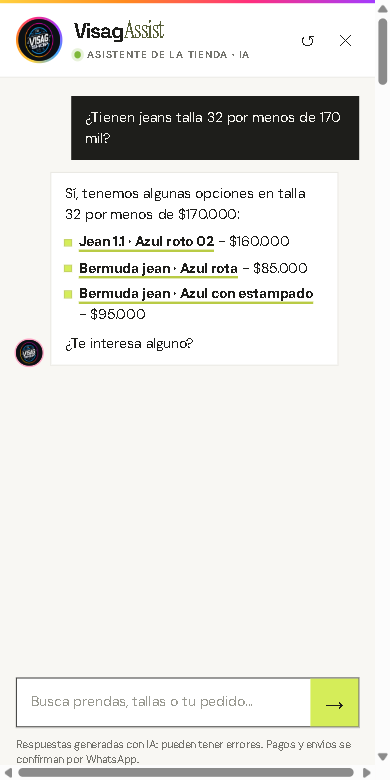 VisagAssist
ASISTENTE DE LA TIENDA · IA
¿Tienen jeans talla 32 por menos de 170
mil?
Sí, tenemos algunas opciones en talla
32 por menos de $170.000:
Jean 1.1 · Azul roto 02 – $160.000
Bermuda jean · Azul rota – $85.000
Bermuda jean · Azul con estampado
– $95.000
¿Te interesa alguno?
Busca prendas, tallas o tu pedido...
Respuestas generadas con IA: pueden tener errores. Pagos y envíos se
confirman por WhatsApp.